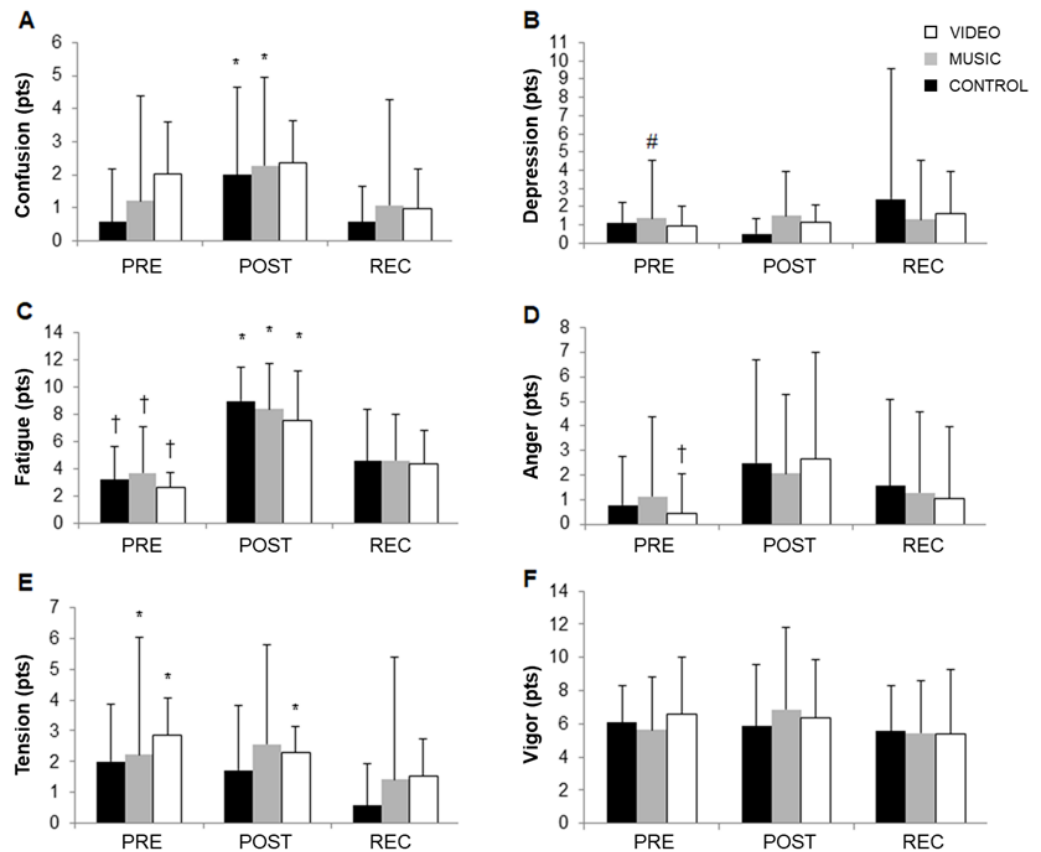 A
Confusion (pts)
6
5
4
3
2
1
0
* *
PRE POST REC
B
Depression (pts)
11
10
9
8
7
6
5
4
3
2
1
0
#
PRE POST REC
VIDEO
MUSIC
CONTROL
C
Fatigue (pts)
14
12
10
8
6
4
2
0
† † †
* * *
PRE POST REC
D
Anger (pts)
8
7
6
5
4
3
2
1
0
†
PRE POST REC
E
Tension (pts)
7
6
5
4
3
2
1
0
* * *
PRE POST REC
F
Vigor (pts)
14
12
10
8
6
4
2
0
PRE POST REC